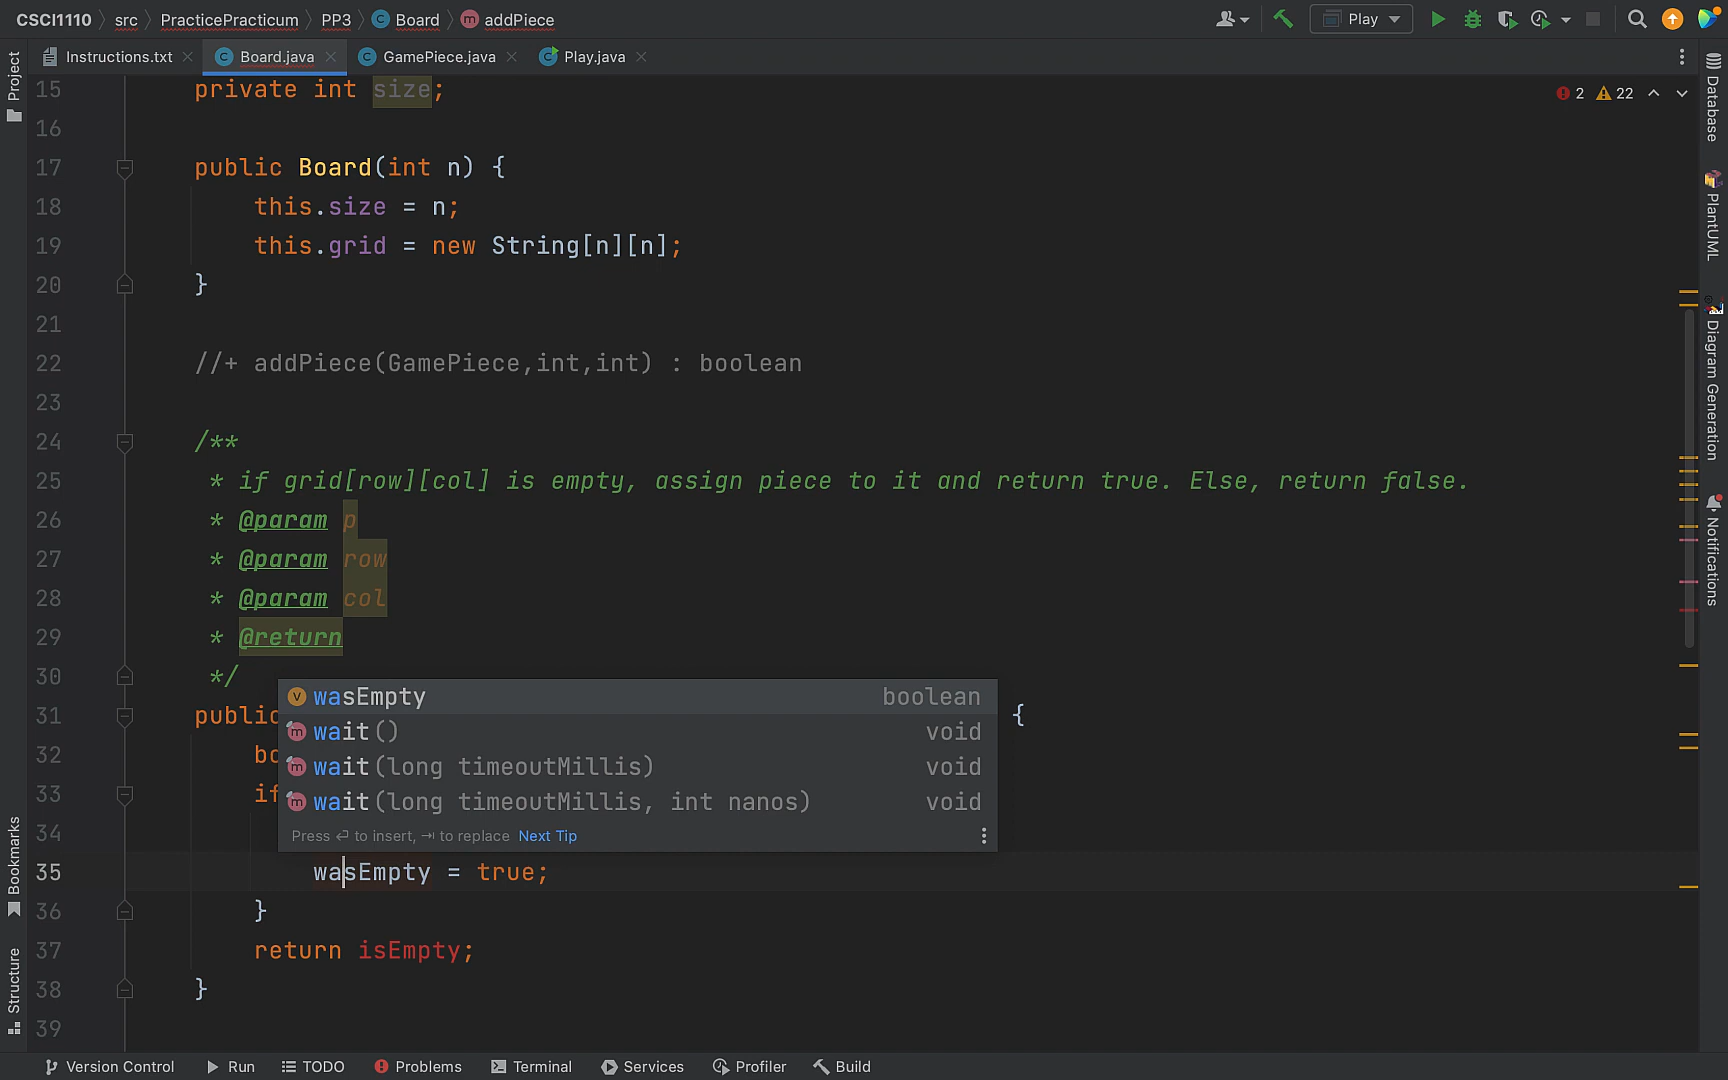 CSCI1110 src PracticePracticum PP3 Board addPiece Play
Instructions.txt Board.java GamePiece.java Play.java
Project
Bookmarks
Structure
15 private int size;
2 22
16
17 public Board(int n) {
18 this.size = n;
19 this.grid = new String[n][n];
20 }
21
22 //+ addPiece(GamePiece,int,int) : boolean
23
24 /**
25 * if grid[row][col] is empty, assign piece to it and return true. Else, return false.
26 * @param p
27 * @param row
28 * @param col
29 * @return
30 */
wasEmpty boolean
31 public {
wait() void
32 bo
wait(long timeoutMillis) void
33 if
wait(long timeoutMillis, int nanos) void
34
Press ⏎ to insert, ⇥ to replace Next Tip
35 wasEmpty = true;
36 }
37 return isEmpty;
38 }
39
Database
PlantUML
Diagram Generation
Notifications
Version Control Run TODO Problems Terminal Services Profiler Build